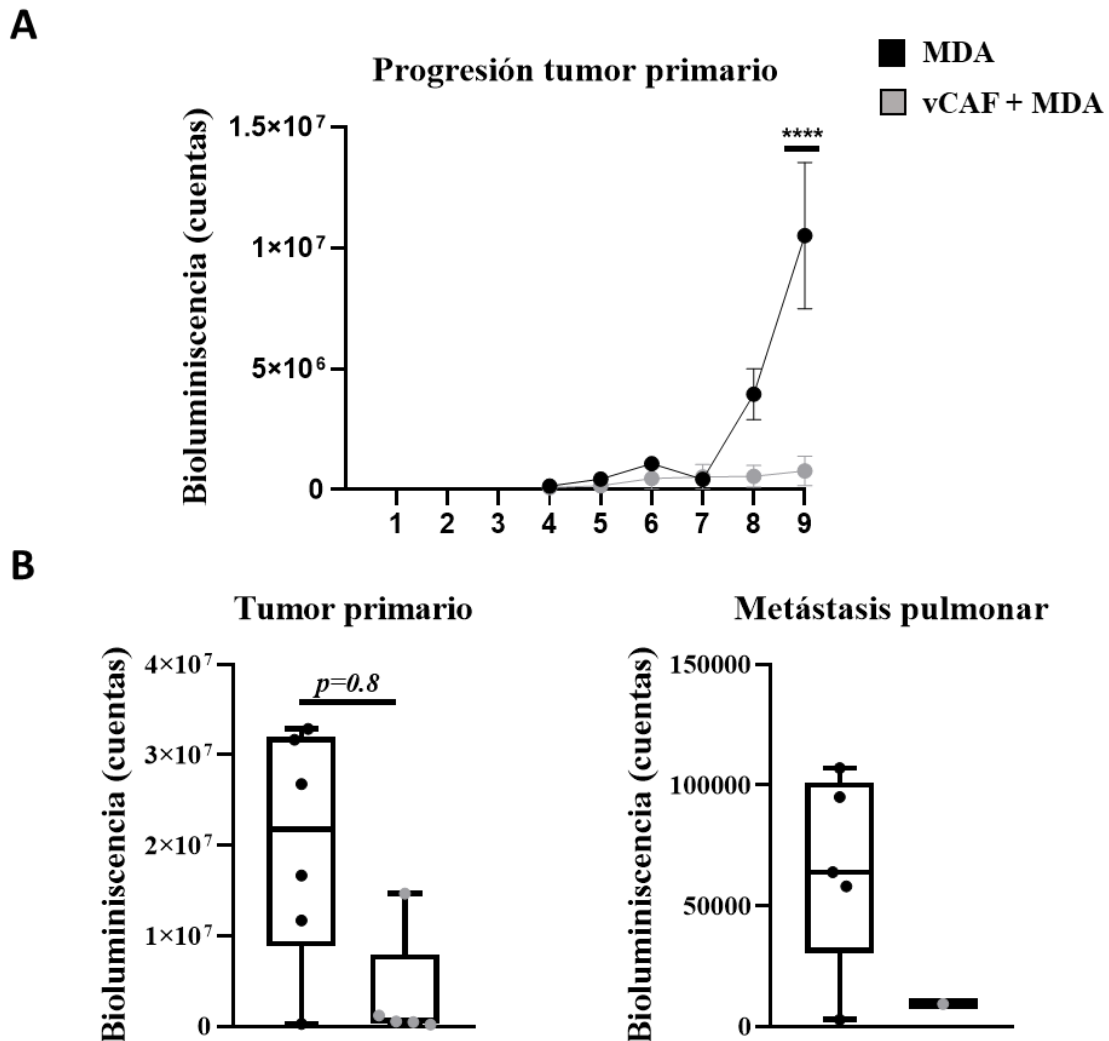 A
MDA
vCAF + MDA
Progresión tumor primario
Bioluminiscencia (cuentas)
1.5×10⁷
1×10⁷
5×10⁶
0
****
1 2 3 4 5 6 7 8 9
B
Tumor primario
Bioluminiscencia (cuentas)
4×10⁷
3×10⁷
2×10⁷
1×10⁷
0
p=0.8
Metástasis pulmonar
Bioluminiscencia (cuentas)
150000
100000
50000
0